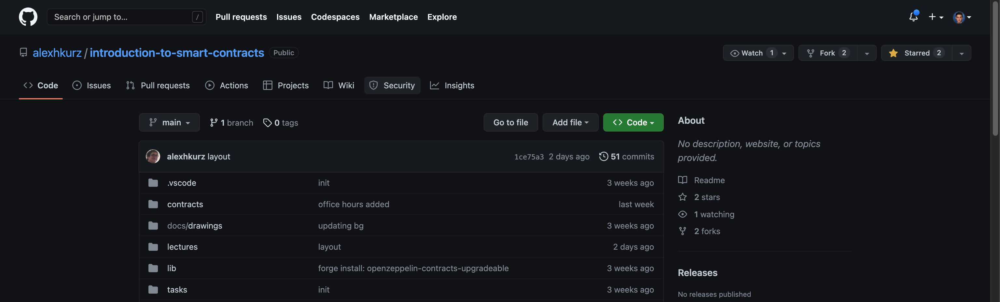 Search or jump to... /
Pull requests Issues Codespaces Marketplace Explore
alexhkurz / introduction-to-smart-contracts Public
Watch 1 Fork 2 Starred 2
Code Issues Pull requests Actions Projects Wiki Security Insights
main 1 branch 0 tags
Go to file Add file Code
alexhkurz layout 1ce75a3 2 days ago 51 commits
.vscode init 3 weeks ago
contracts office hours added last week
docs/drawings updating bg 3 weeks ago
lectures layout 2 days ago
lib forge install: openzeppelin-contracts-upgradeable 3 weeks ago
tasks init 3 weeks ago
About
No description, website, or topics
provided.
Readme
2 stars
1 watching
2 forks
Releases
No releases published